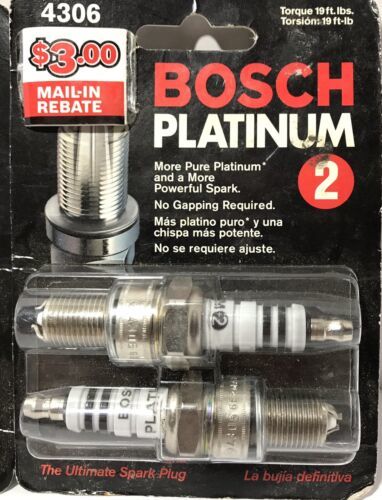 4306
Torque 19 ft. lbs.
Torsión: 19 ft-lb
$3.00
MAIL-IN
REBATE
BOSCH
PLATINUM
2
More Pure Platinum*
and a More
Powerful Spark.
No Gapping Required.
Más platino puro* y una
chispa más potente.
No se requiere ajuste.
BOSC
PLATIN
The Ultimate Spark Plug
La bujía definitiva